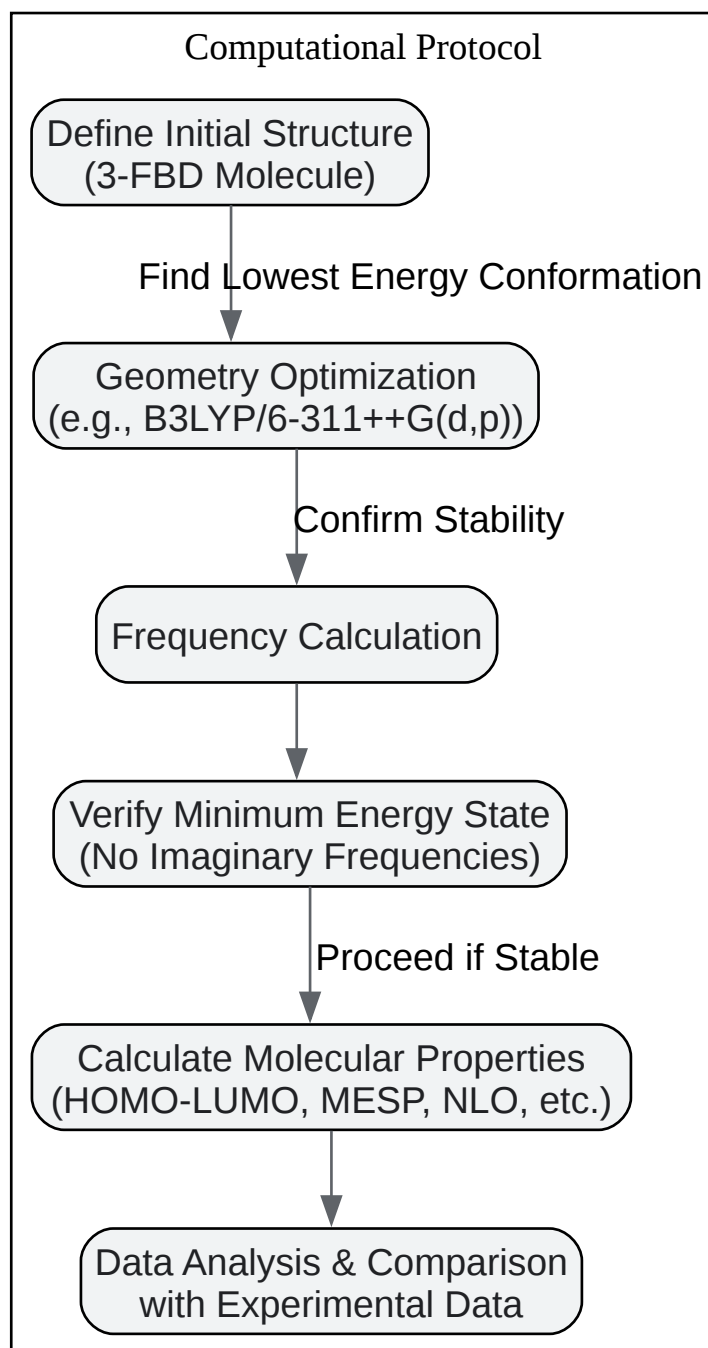 Computational Protocol
Define Initial Structure
(3-FBD Molecule)
Find Lowest Energy Conformation
Geometry Optimization
(e.g., B3LYP/6-311++G(d,p))
Confirm Stability
Frequency Calculation
Verify Minimum Energy State
(No Imaginary Frequencies)
Proceed if Stable
Calculate Molecular Properties
(HOMO-LUMO, MESP, NLO, etc.)
Data Analysis & Comparison
with Experimental Data